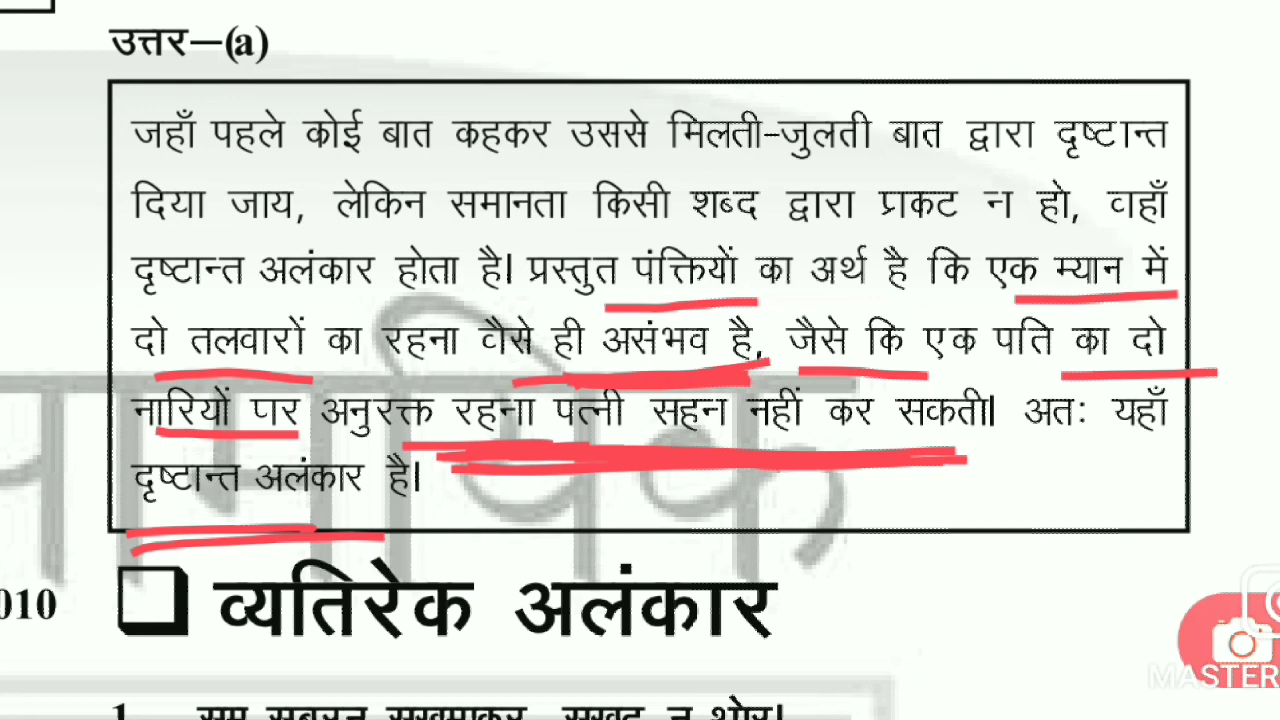 उत्तर–(a)
जहाँ पहले कोई बात कहकर उससे मिलती-जुलती बात द्वारा दृष्टान्त
दिया जाय, लेकिन समानता किसी शब्द द्वारा प्रकट न हो, वहाँ
दृष्टान्त अलंकार होता है। प्रस्तुत पंक्तियों का अर्थ है कि एक म्यान में
दो तलवारों का रहना वैसे ही असंभव है, जैसे कि एक पति का दो
नारियों पर अनुरक्त रहना पत्नी सहन नहीं कर सकती। अतः यहाँ
दृष्टान्त अलंकार है।
010
व्यतिरेक अलंकार
MASTER
1.